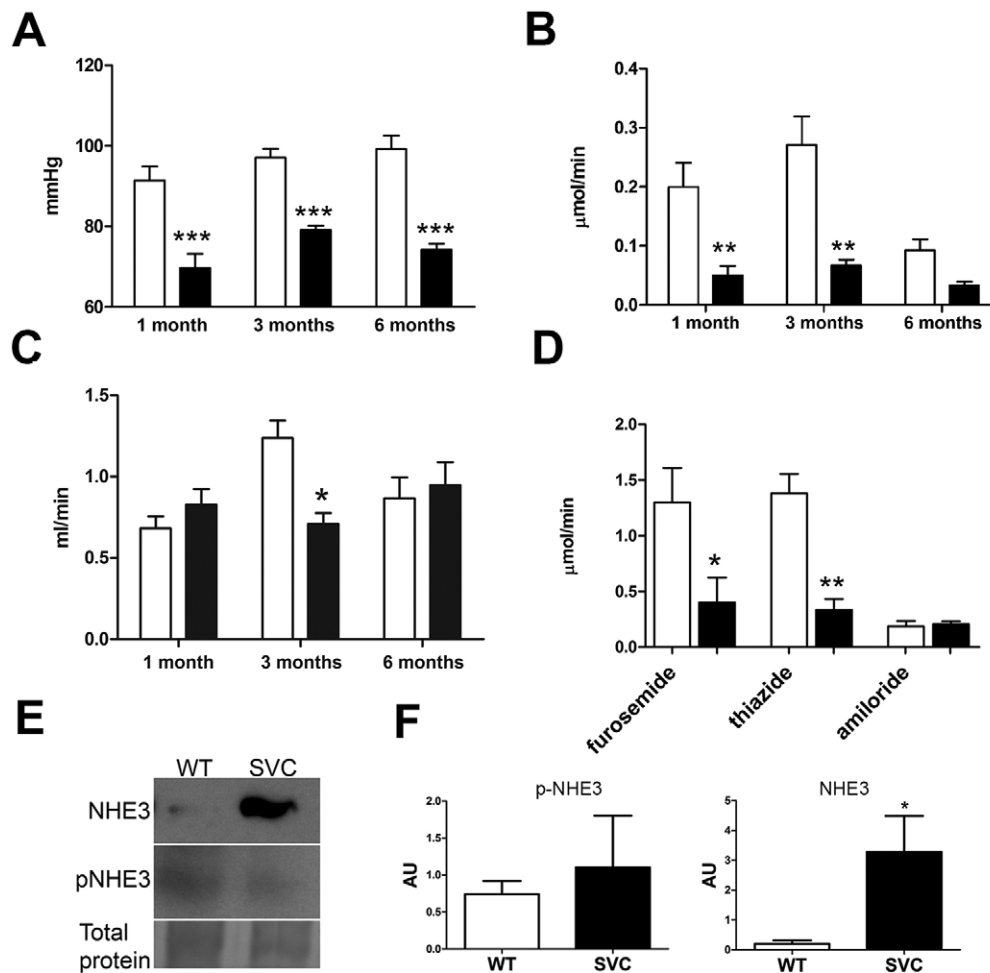 A
mmHg
120
100
80
60
***
***
***
1 month
3 months
6 months
B
μmol/min
0.4
0.3
0.2
0.1
0.0
**
**
1 month
3 months
6 months
C
ml/min
1.5
1.0
0.5
0.0
*
1 month
3 months
6 months
D
μmol/min
2.0
1.5
1.0
0.5
0.0
*
**
furosemide
thiazide
amiloride
E
WT SVC
NHE3
pNHE3
Total
protein
F
p-NHE3
AU
2.0
1.5
1.0
0.5
0.0
WT
SVC
NHE3
AU
5
4
3
2
1
0
*
WT
SVC